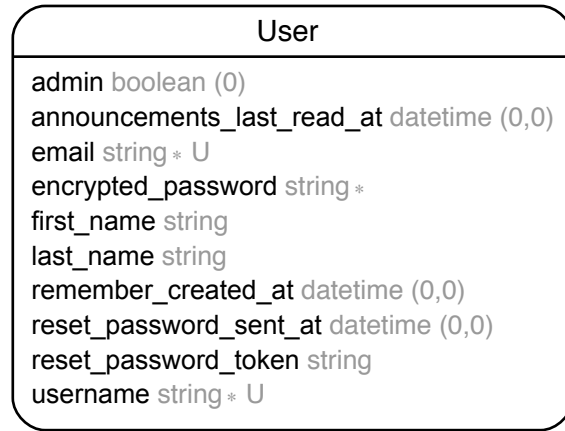 User
admin boolean (0)
announcements_last_read_at datetime (0,0)
email string * U
encrypted_password string *
first_name string
last_name string
remember_created_at datetime (0,0)
reset_password_sent_at datetime (0,0)
reset_password_token string
username string * U